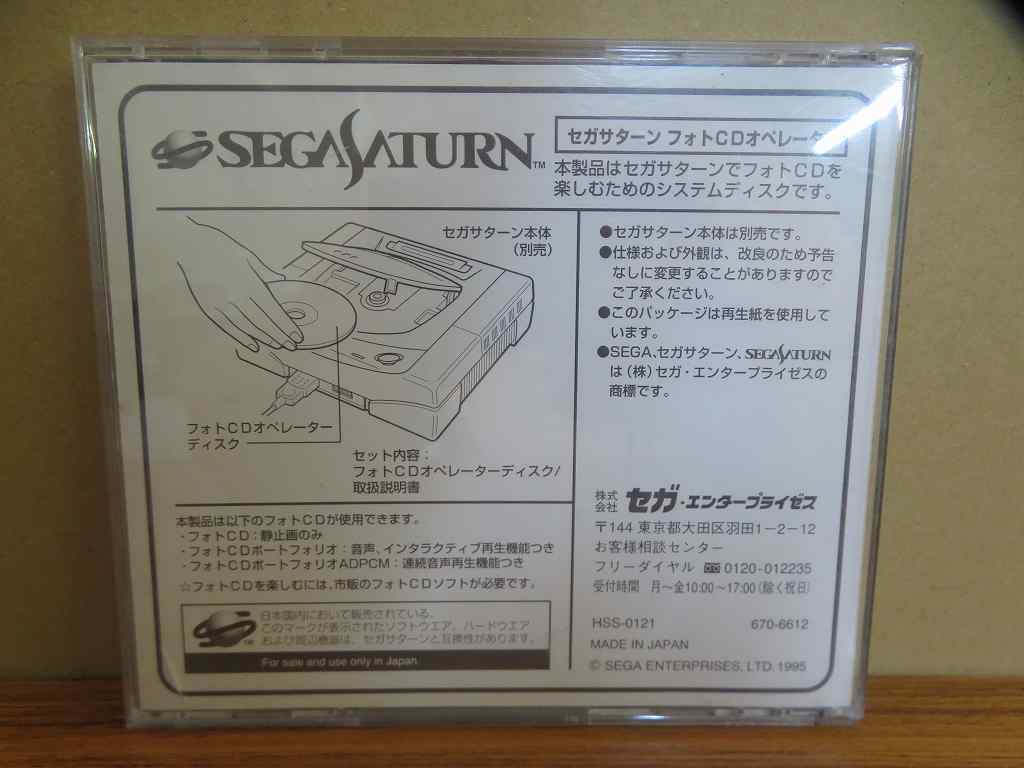 SEGA SATURN™
セガサターン フォトCDオペレーター
本製品はセガサターンでフォトCDを
楽しむためのシステムディスクです。
セガサターン本体
(別売)
フォトCDオペレーター
ディスク
セット内容：
フォトCDオペレーターディスク/
取扱説明書
●セガサターン本体は別売です。
●仕様および外観は、改良のため予告
なしに変更することがありますので
ご了承ください。
●このパッケージは再生紙を使用して
います。
●SEGA、セガサターン、SEGA SATURN
は(株)セガ・エンタープライゼスの
商標です。
本製品は以下のフォトCDが使用できます。
・フォトCD：静止画のみ
・フォトCDポートフォリオ：音声、インタラクティブ再生機能つき
・フォトCDポートフォリオADPCM：連続音声再生機能つき
☆フォトCDを楽しむには、市販のフォトCDソフトが必要です。
日本国内において販売されている、
このマークが表示されたソフトウエア、ハードウエア
および周辺機器は、セガサターンと互換性があります。
For sale and use only in Japan.
株式会社 セガ・エンタープライゼス
〒144 東京都大田区羽田1－2－12
お客様相談センター
フリーダイヤル 0120-012235
受付時間 月～金10:00～17:00(除く祝日)
HSS-0121 670-6612
MADE IN JAPAN
© SEGA ENTERPRISES, LTD. 1995